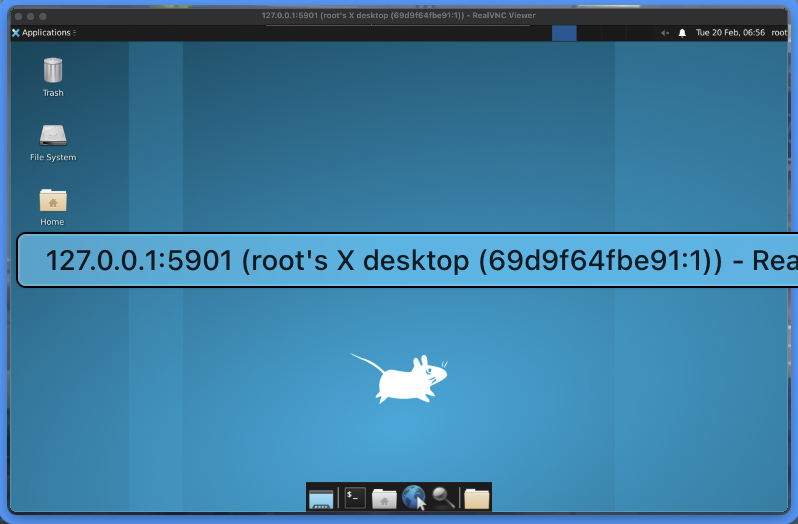 127.0.0.1:5901 (root's X desktop (69d9f64fbe91:1)) - RealVNC Viewer
Applications
Tue 20 Feb, 06:56 root
Trash
File System
Home
127.0.0.1:5901 (root's X desktop (69d9f64fbe91:1)) - Rea
$_